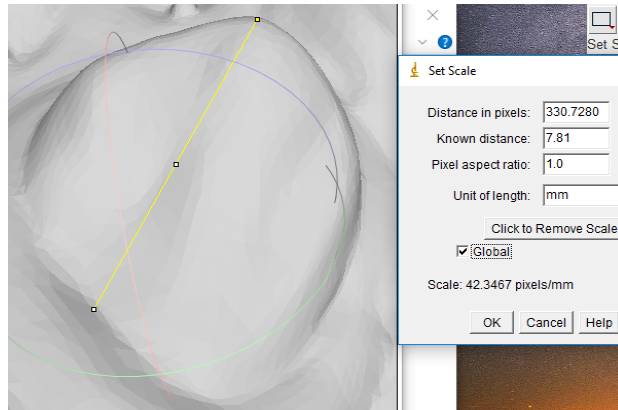 Set S
Set Scale
Distance in pixels: 330.7280
Known distance: 7.81
Pixel aspect ratio: 1.0
Unit of length: mm
Click to Remove Scale
Global
Scale: 42.3467 pixels/mm
OK Cancel Help